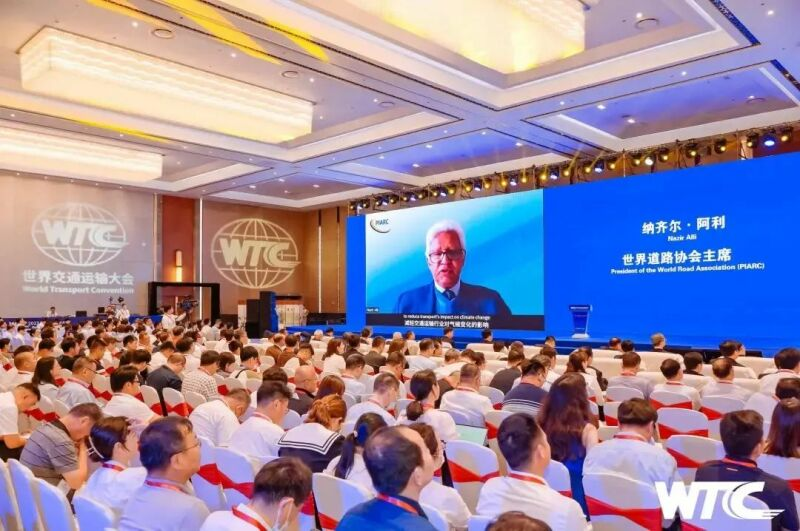 WTC
世界交通运输大会
World Transport Convention
WTC
PIARC
纳齐尔·阿利
Nazir Alli
世界道路协会主席
President of the World Road Association (PIARC)
Nazir Alli
to reduce transport's impact on climate change
减轻交通运输行业对气候变化的影响
WTC